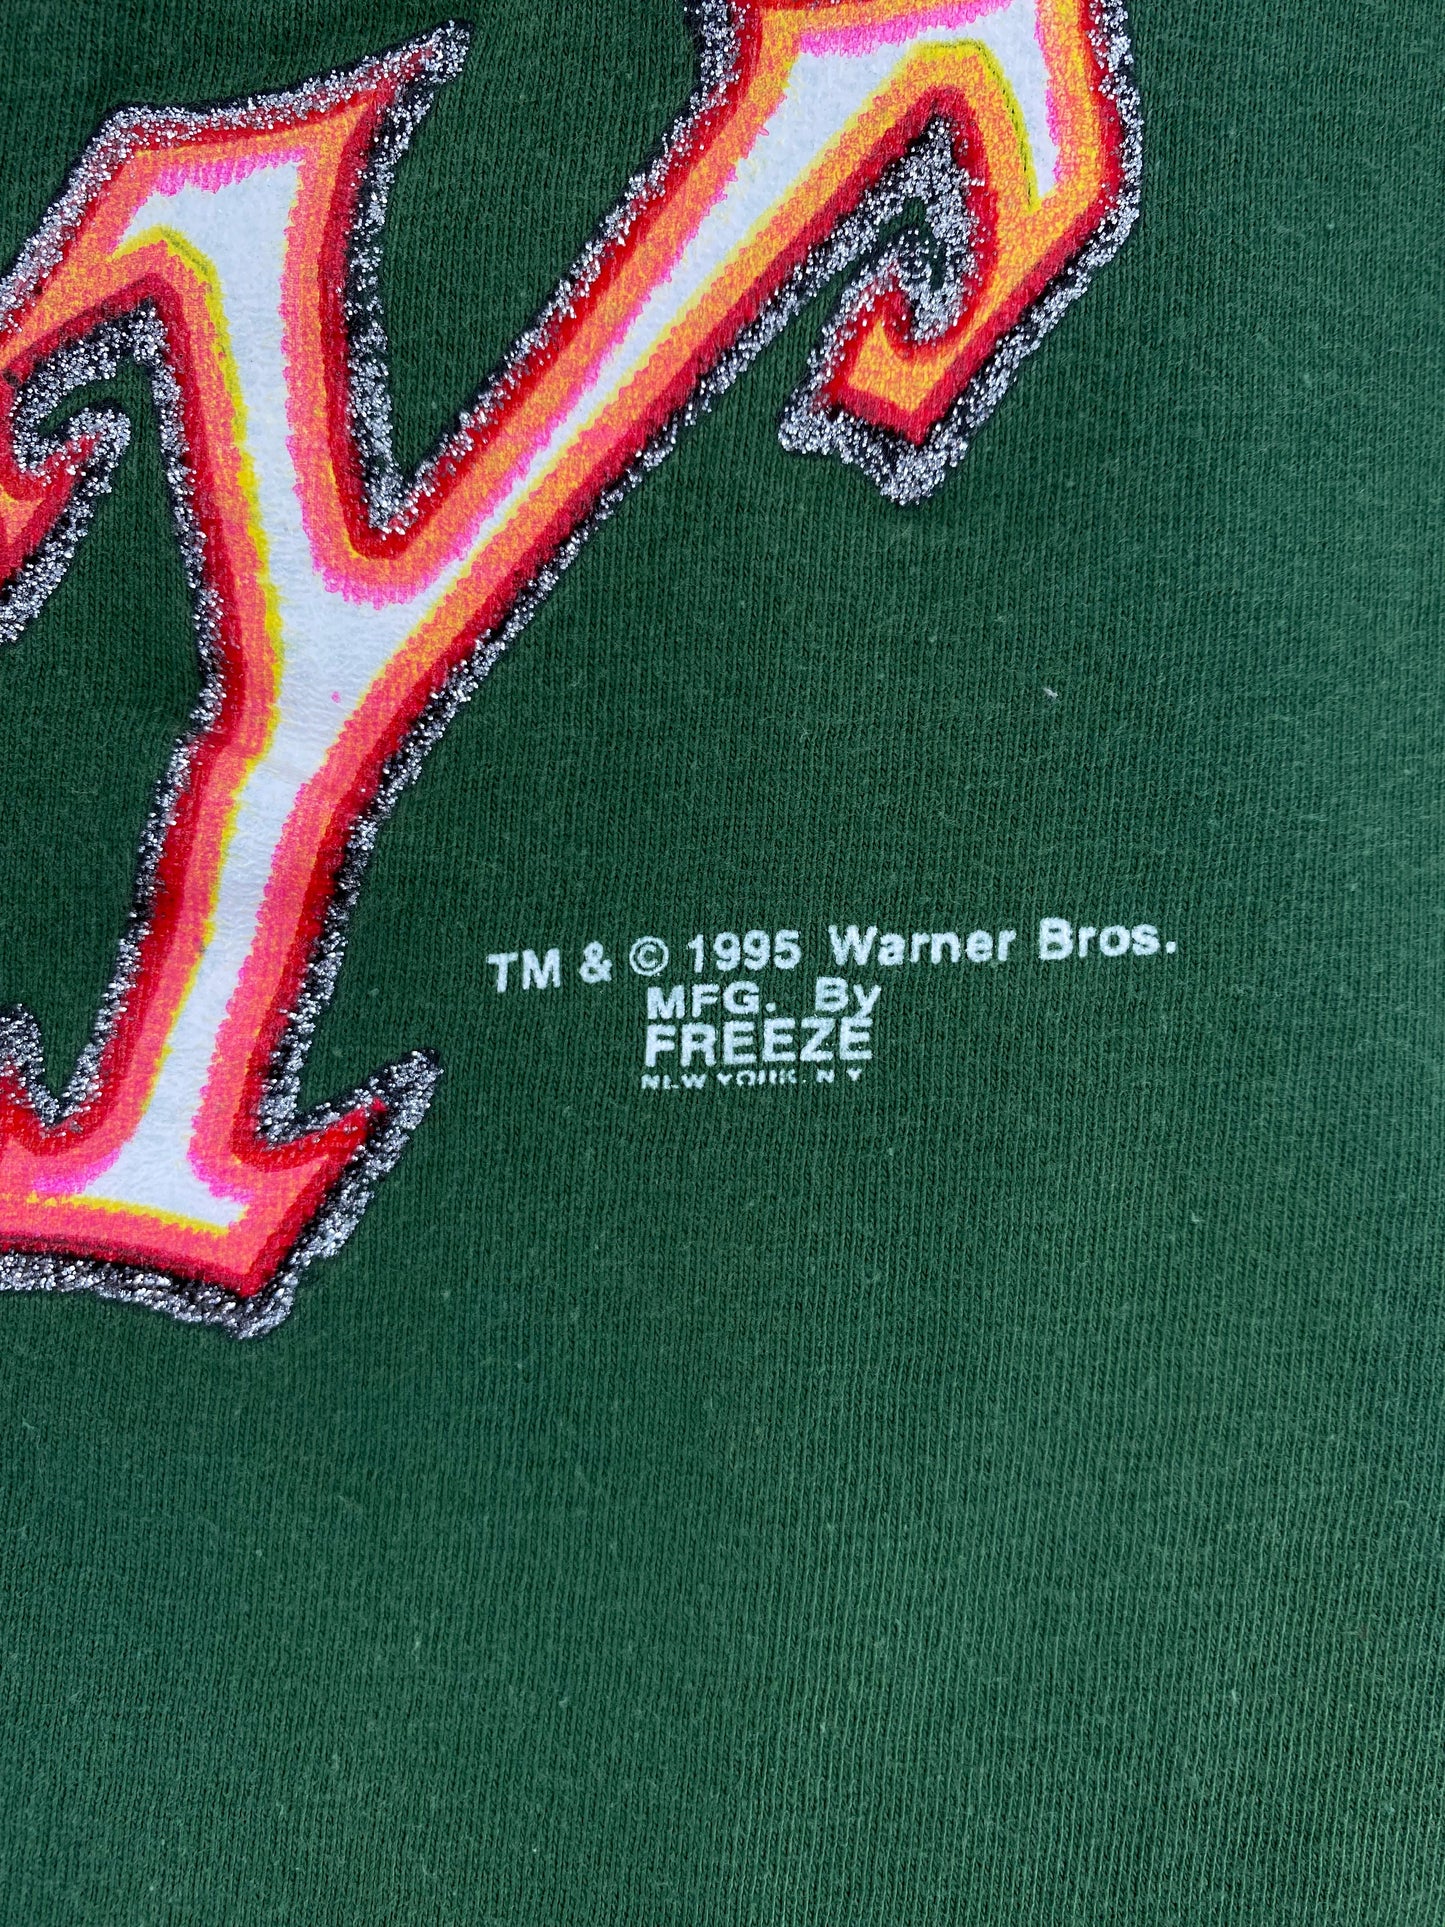 Y
TM & © 1995 Warner Bros.
MFG. By
FREEZE
NEW YORK, N.Y